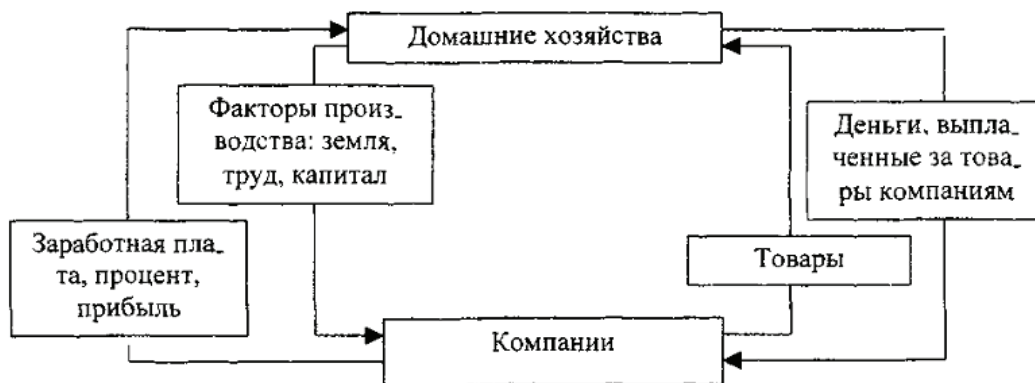 Домашние хозяйства
Факторы произ-
водства: земля,
труд, капитал
Деньги, выпла-
ченные за това-
ры компаниям
Заработная пла-
та, процент,
прибыль
Товары
Компании